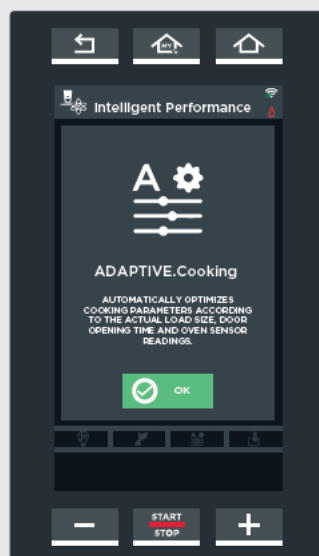 MY
Intelligent Performance
A
ADAPTIVE.Cooking
AUTOMATICALLY OPTIMIZES
COOKING PARAMETERS ACCORDING
TO THE ACTUAL LOAD SIZE, DOOR
OPENING TIME AND OVEN SENSOR
READINGS.
OK
START
STOP